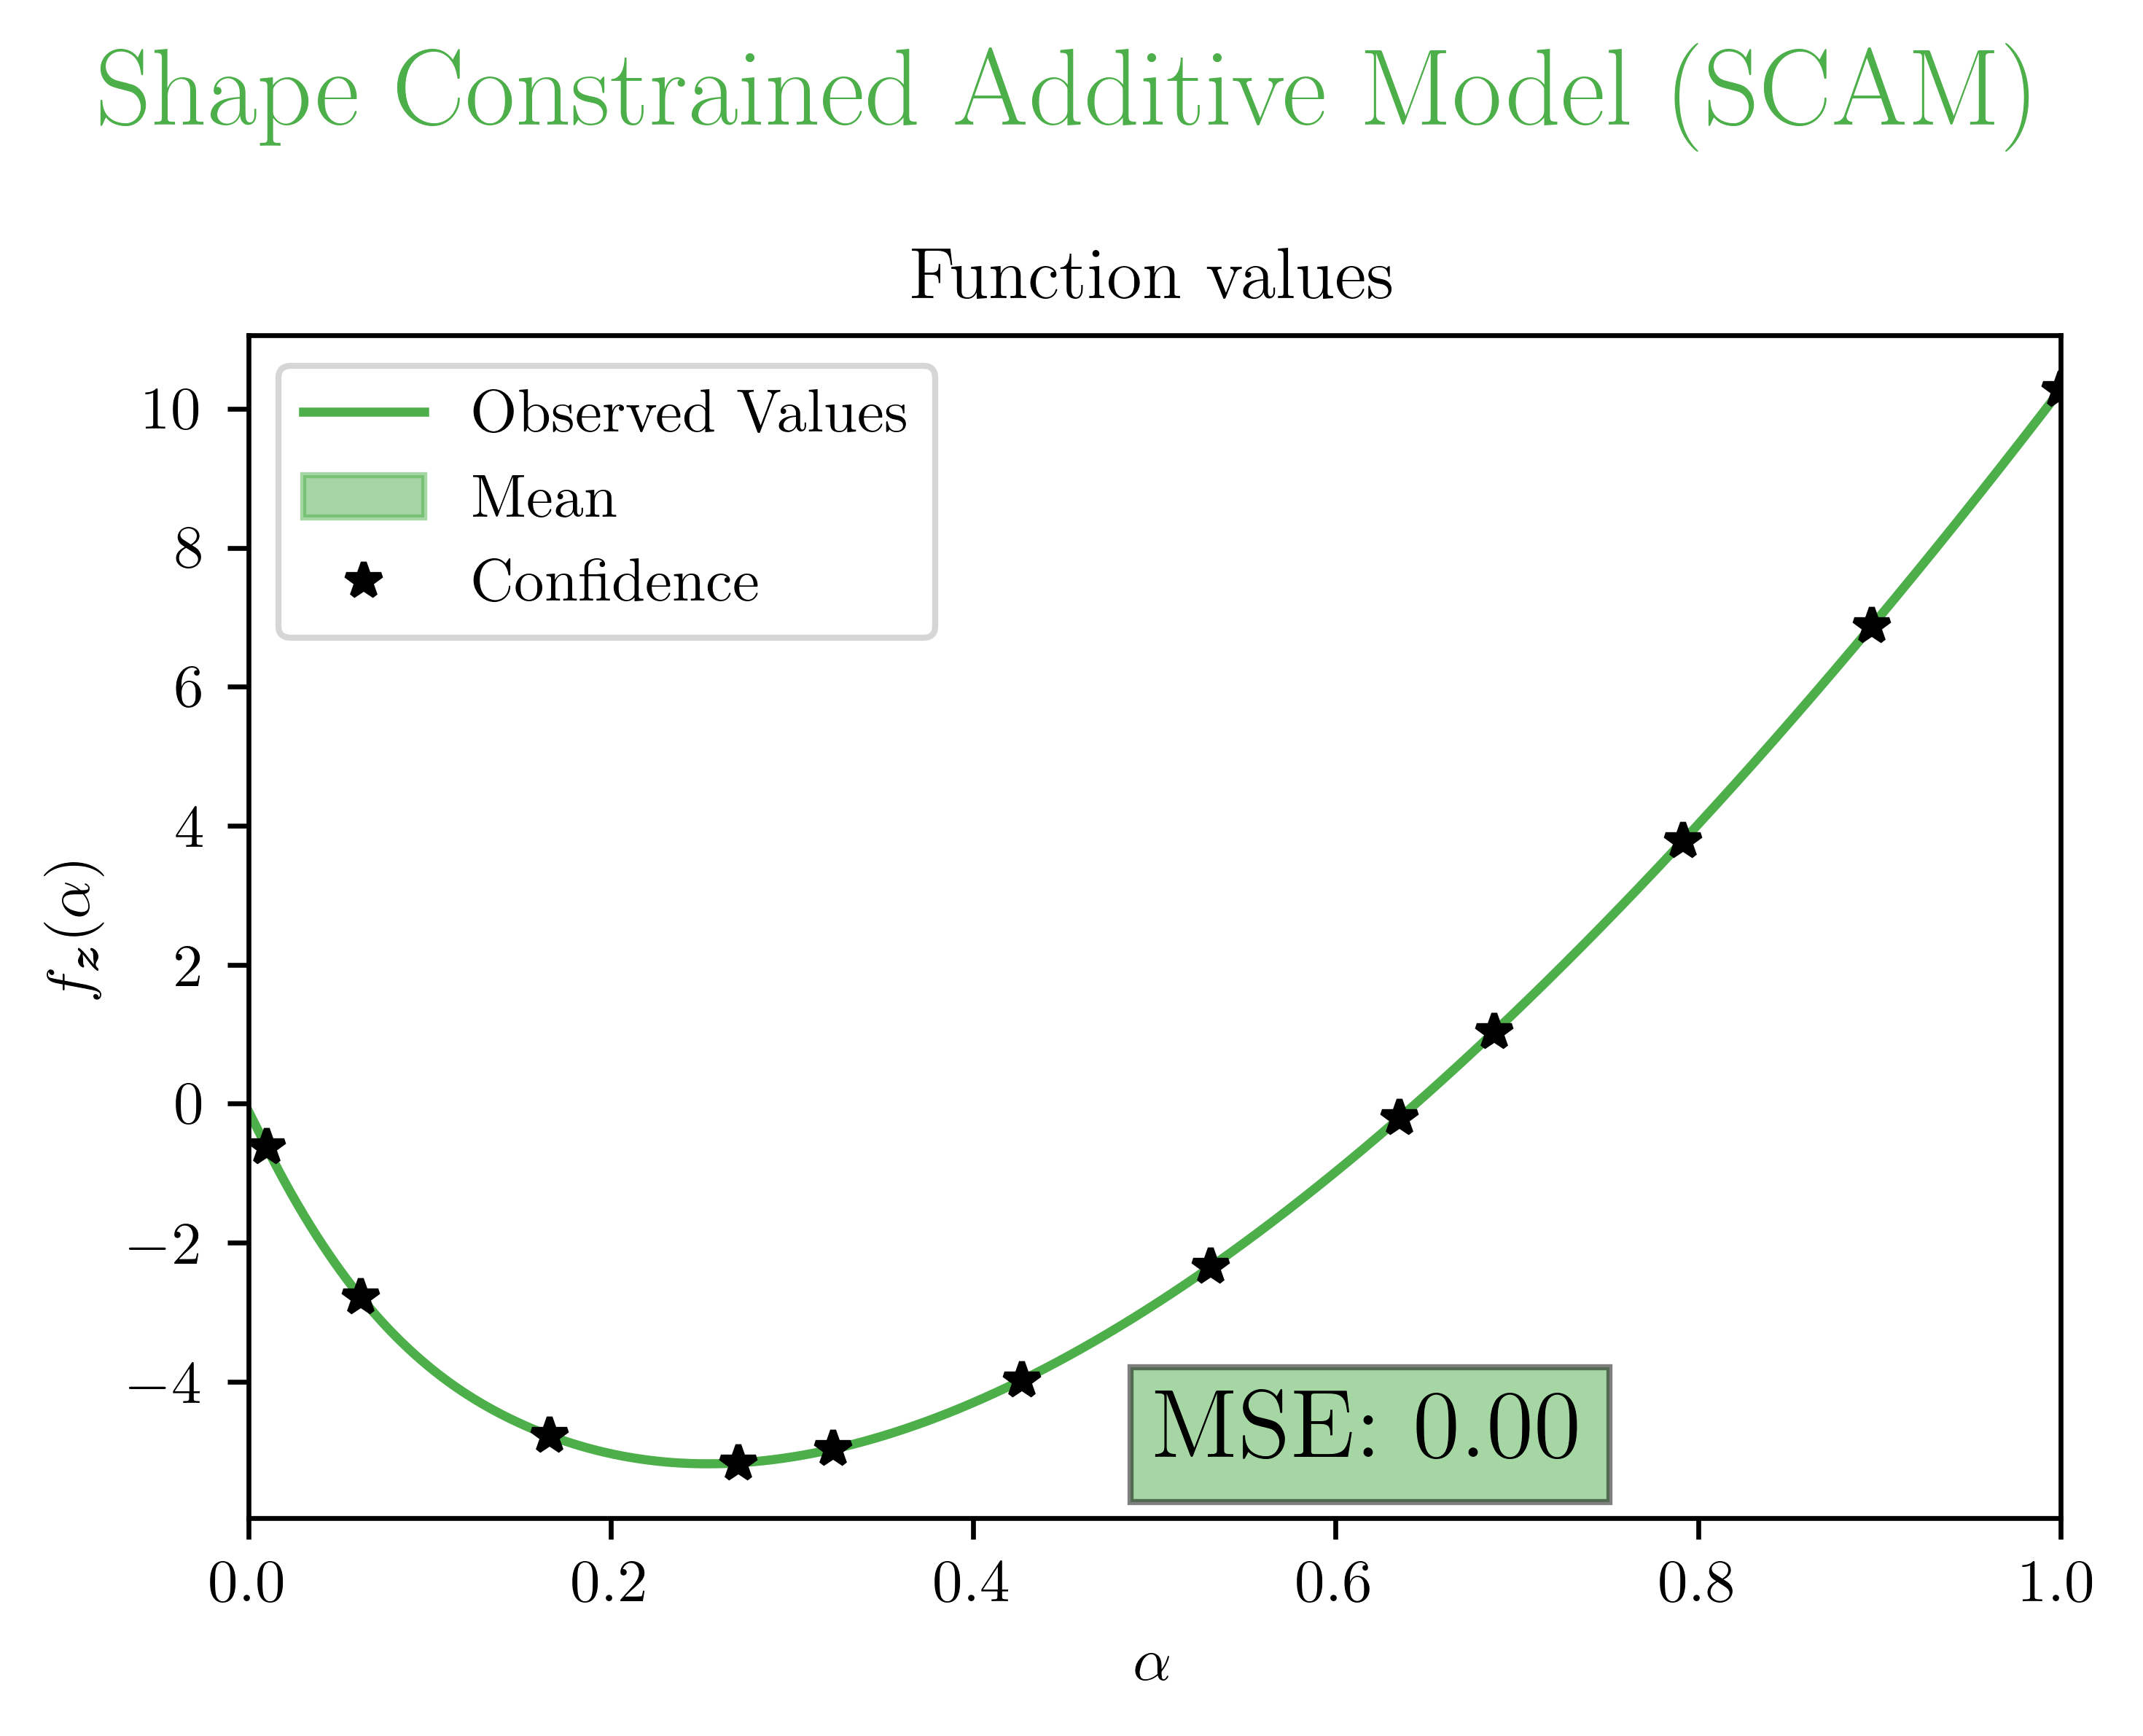 Shape Constrained Additive Model (SCAM)
Function values
Observed Values
Mean
Confidence
10
8
6
4
2
0
−2
−4
f_z(α)
MSE: 0.00
0.0 0.2 0.4 0.6 0.8 1.0
α